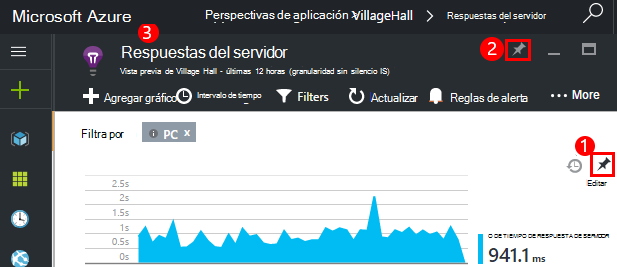 Microsoft Azure
Perspectivas de aplicación
VillageHall
Respuestas del servidor
3
Respuestas del servidor
2
Vista previa de Village Hall - últimas 12 horas (granularidad sin silencio IS)
Agregar gráfico
Intervalo de tiempo
Filters
Actualizar
Reglas de alerta
More
Filtra por
PC x
1
Editar
2.5s
2s
1.5s
1s
0.5s
0s
O DE TIEMPO DE RESPUESTA DE SERVIDOR
941.1 ms